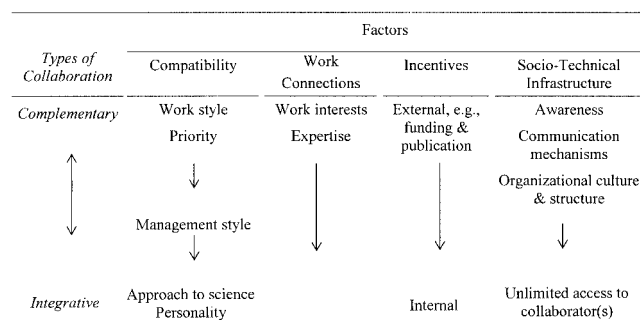 Factors
Types of
Collaboration
Compatibility
Work
Connections
Incentives
Socio-Technical
Infrastructure
Complementary
Work style
Priority
Work interests
Expertise
External, e.g.,
funding &
publication
Awareness
Communication
mechanisms
Organizational culture
& structure
Management style
Integrative
Approach to science
Personality
Internal
Unlimited access to
collaborator(s)